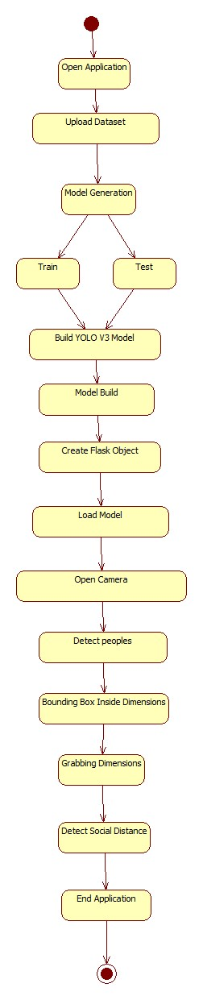 Open Application
Upload Dataset
Model Generation
Train
Test
Build YOLO V3 Model
Model Build
Create Flask Object
Load Model
Open Camera
Detect peoples
Bounding Box Inside Dimensions
Grabbing Dimensions
Detect Social Distance
End Application